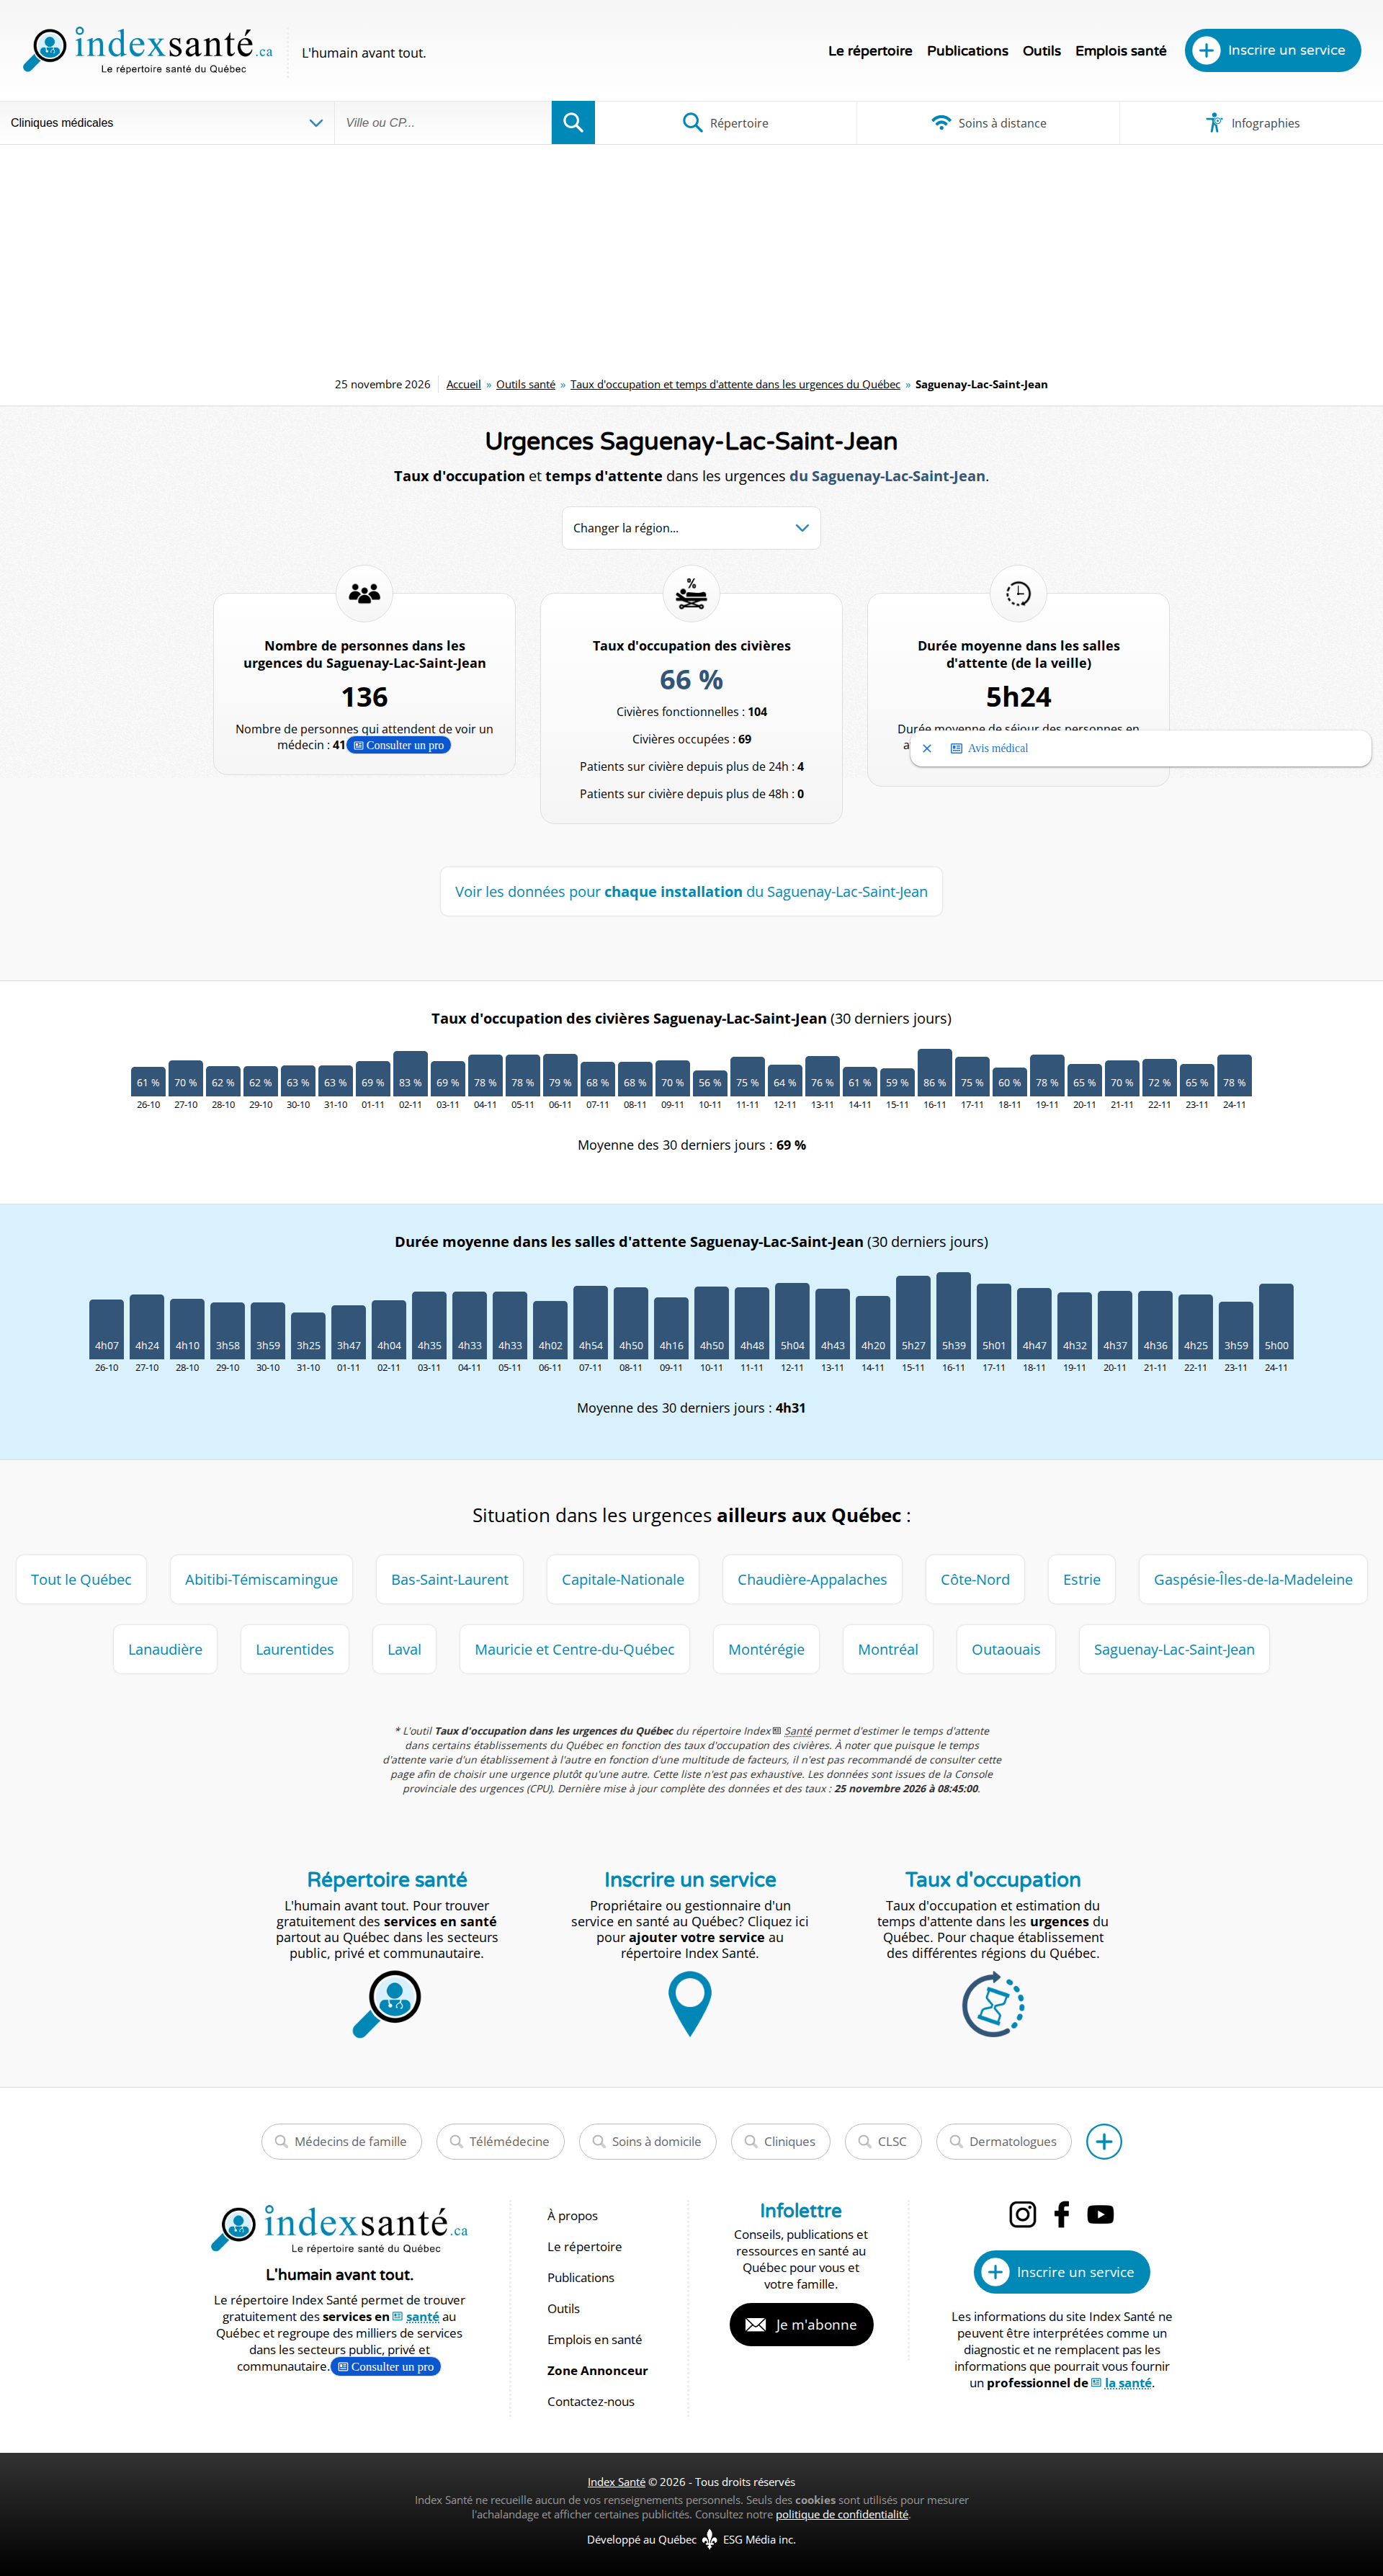 indexsanté.ca
Le répertoire santé du Québec
L'humain avant tout.
Le répertoire
Publications
Outils
Emplois santé
Inscrire un service
Cliniques médicales
Ville ou CP...
Répertoire
Soins à distance
Infographies
25 novembre 2026
Accueil » Outils santé » Taux d'occupation et temps d'attente dans les urgences du Québec » Saguenay-Lac-Saint-Jean
Urgences Saguenay-Lac-Saint-Jean
Taux d'occupation et temps d'attente dans les urgences du Saguenay-Lac-Saint-Jean.
Changer la région...
Nombre de personnes dans les
urgences du Saguenay-Lac-Saint-Jean
136
Nombre de personnes qui attendent de voir un
médecin : 41 Consulter un pro
%
Taux d'occupation des civières
66 %
Civières fonctionnelles : 104
Civières occupées : 69
Patients sur civière depuis plus de 24h : 4
Patients sur civière depuis plus de 48h : 0
Durée moyenne dans les salles
d'attente (de la veille)
5h24
Durée moyenne de séjour des personnes en
Avis médical
Voir les données pour chaque installation du Saguenay-Lac-Saint-Jean
Taux d'occupation des civières Saguenay-Lac-Saint-Jean (30 derniers jours)
61 % 70 % 62 % 62 % 63 % 63 % 69 % 83 % 69 % 78 % 78 % 79 % 68 % 68 % 70 % 56 % 75 % 64 % 76 % 61 % 59 % 86 % 75 % 60 % 78 % 65 % 70 % 72 % 65 % 78 %
26-10 27-10 28-10 29-10 30-10 31-10 01-11 02-11 03-11 04-11 05-11 06-11 07-11 08-11 09-11 10-11 11-11 12-11 13-11 14-11 15-11 16-11 17-11 18-11 19-11 20-11 21-11 22-11 23-11 24-11
Moyenne des 30 derniers jours : 69 %
Durée moyenne dans les salles d'attente Saguenay-Lac-Saint-Jean (30 derniers jours)
4h07 4h24 4h10 3h58 3h59 3h25 3h47 4h04 4h35 4h33 4h33 4h02 4h54 4h50 4h16 4h50 4h48 5h04 4h43 4h20 5h27 5h39 5h01 4h47 4h32 4h37 4h36 4h25 3h59 5h00
26-10 27-10 28-10 29-10 30-10 31-10 01-11 02-11 03-11 04-11 05-11 06-11 07-11 08-11 09-11 10-11 11-11 12-11 13-11 14-11 15-11 16-11 17-11 18-11 19-11 20-11 21-11 22-11 23-11 24-11
Moyenne des 30 derniers jours : 4h31
Situation dans les urgences ailleurs aux Québec :
Tout le Québec
Abitibi-Témiscamingue
Bas-Saint-Laurent
Capitale-Nationale
Chaudière-Appalaches
Côte-Nord
Estrie
Gaspésie-Îles-de-la-Madeleine
Lanaudière
Laurentides
Laval
Mauricie et Centre-du-Québec
Montérégie
Montréal
Outaouais
Saguenay-Lac-Saint-Jean
* L'outil Taux d'occupation dans les urgences du Québec du répertoire Index Santé permet d'estimer le temps d'attente
dans certains établissements du Québec en fonction des taux d'occupation des civières. À noter que puisque le temps
d'attente varie d'un établissement à l'autre en fonction d'une multitude de facteurs, il n'est pas recommandé de consulter cette
page afin de choisir une urgence plutôt qu'une autre. Cette liste n'est pas exhaustive. Les données sont issues de la Console
provinciale des urgences (CPU). Dernière mise à jour complète des données et des taux : 25 novembre 2026 à 08:45:00.
Répertoire santé
L'humain avant tout. Pour trouver
gratuitement des services en santé
partout au Québec dans les secteurs
public, privé et communautaire.
Inscrire un service
Propriétaire ou gestionnaire d'un
service en santé au Québec? Cliquez ici
pour ajouter votre service au
répertoire Index Santé.
Taux d'occupation
Taux d'occupation et estimation du
temps d'attente dans les urgences du
Québec. Pour chaque établissement
des différentes régions du Québec.
Médecins de famille
Télémédecine
Soins à domicile
Cliniques
CLSC
Dermatologues
indexsanté.ca
Le répertoire santé du Québec
L'humain avant tout.
Le répertoire Index Santé permet de trouver
gratuitement des services en santé au
Québec et regroupe des milliers de services
dans les secteurs public, privé et
communautaire. Consulter un pro
À propos
Le répertoire
Publications
Outils
Emplois en santé
Zone Annonceur
Contactez-nous
Infolettre
Conseils, publications et
ressources en santé au
Québec pour vous et
votre famille.
Je m'abonne
Inscrire un service
Les informations du site Index Santé ne
peuvent être interprétées comme un
diagnostic et ne remplacent pas les
informations que pourrait vous fournir
un professionnel de la santé.
Index Santé © 2026 - Tous droits réservés
Index Santé ne recueille aucun de vos renseignements personnels. Seuls des cookies sont utilisés pour mesurer
l'achalandage et afficher certaines publicités. Consultez notre politique de confidentialité.
Développé au Québec ESG Média inc.